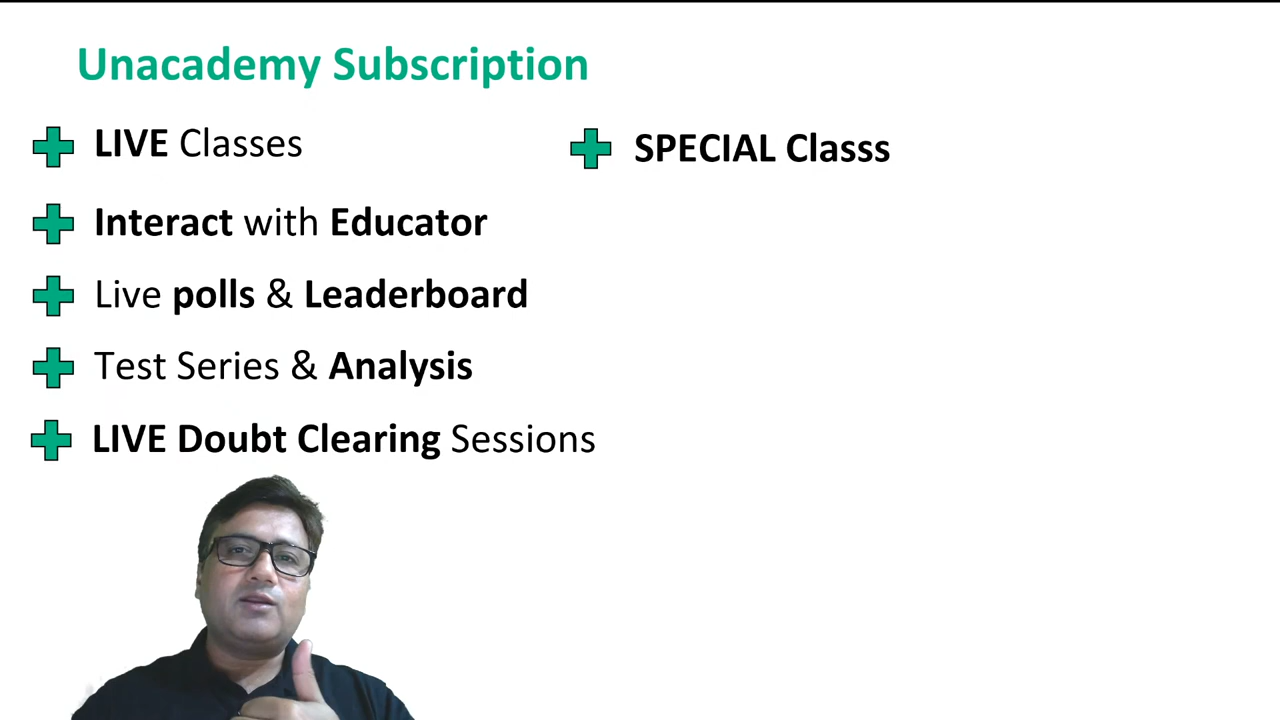 Unacademy Subscription
LIVE Classes
Interact with Educator
Live polls & Leaderboard
Test Series & Analysis
LIVE Doubt Clearing Sessions
SPECIAL Classs